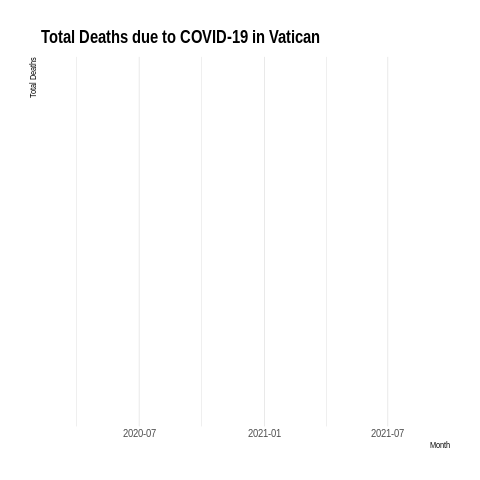 Total Deaths due to COVID-19 in Vatican
Total Deaths
2020-07
2021-01
2021-07
Month